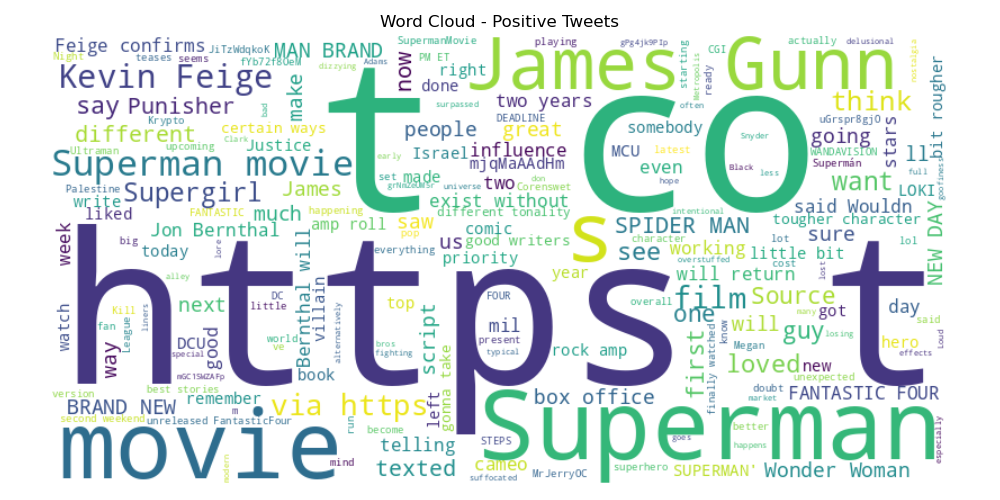 Word Cloud - Positive Tweets
Feige confirms
JiTzWdqkoK
MAN BRAND
SupermanMovie
playing
gPg4jk9PIp
CGI
actually
delusional
Night
teases
seems
fYb72f8OeM
PM ET
James Gunn
starting
nostalgia
Kevin Feige
dizzying
Adams
now
right
Metropolis
ready
say
Punisher
bad
make
t co
done
surpassed
two years
often
think
bit rougher
Krypto
DEADLINE
uGrspr8gjO
different
certain ways
people
great
somebody
going
stars
Ultraman
upcoming
Clark
Justice
Israel
influence
MCU
latest
Snyder
WANDAVISION
ll
Superman movie
early
mjqMaAAdHm
even
Black
less
Supermán
full
goofiness
Palestine
set
made
grNmZeUWsr
universe
two
don
Corenswet
hope
want
LOKI
write
Supergirl
James
exist without
said Wouldn
liked
FANTASTIC
happening
much
different tonality
intentional
tougher character
week
Jon Bernthal
amp roll
saw
comic
s
SPIDER MAN
character
lot
sure
lol
NEW DAY
big
today
lore
pop
us
good writers
see
working
little bit
everything
priority
overstuffed
cost
lost
https t
alley
Bernthal will
villain
world
year
will return
next
DC
little
alternatively
top
FOUR
overall
film
Source
many
got
day
Watch
Kill
liners
script
mil
one
will
guy
said
fan
League
ve
bros
fighting
present
typical
first
finally watched
know
losing
hero
Loud
way
DCU
special
good
rock amp
Megan
effects
mGC15WZAFp
book
loved
new
unexpected
version
best stories
gonna take
doubt
market
FANTASTIC FOUR
BRAND NEW
remember
via https
left
box office
second weekend
unreleased FantasticFour
m
run
become
Superman
better
happens
especially
movie
telling
STEPS
goes
modern
mind
texted
cameo
suffocated
MrJerryOC
superhero
SUPERMAN'
Wonder Woman